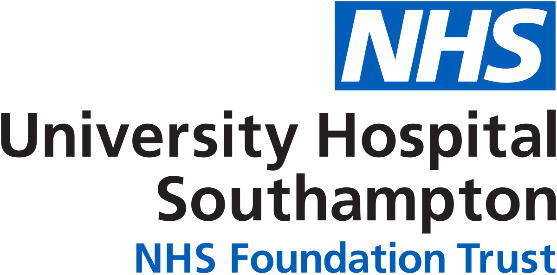 NHS
University Hospital
Southampton
NHS Foundation Trust